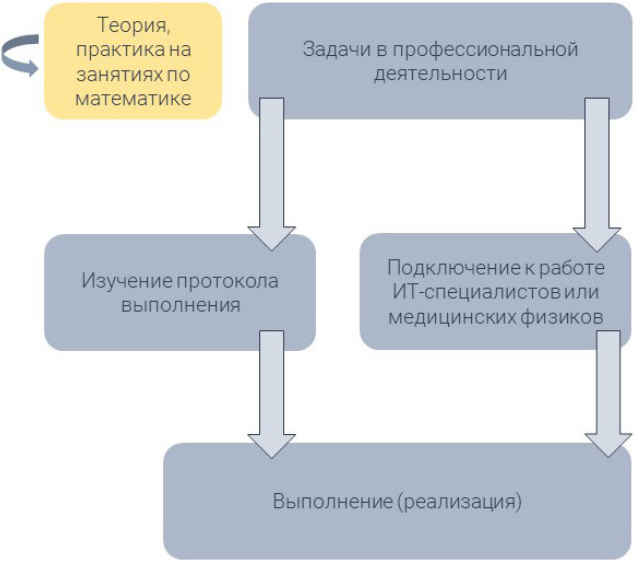 Теория,
практика на
занятиях по
математике
Задачи в профессиональной
деятельности
Изучение протокола
выполнения
Подключение к работе
ИТ-специалистов или
медицинских физиков
Выполнение (реализация)